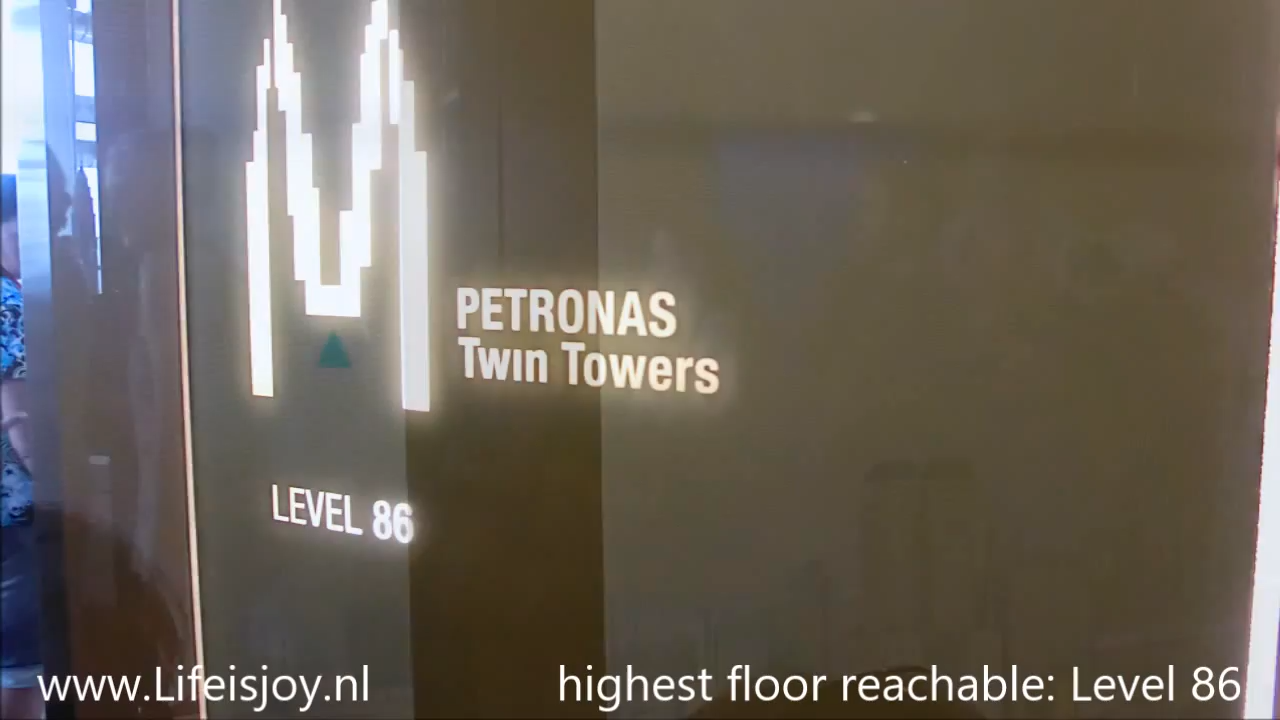 PETRONAS
Twin Towers
LEVEL 86
www.Lifeisjoy.nl
highest floor reachable: Level 86